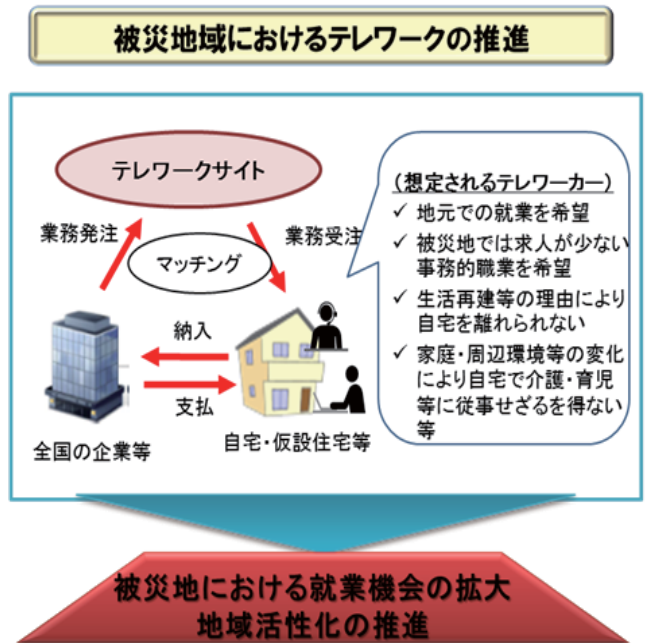 被災地域におけるテレワークの推進
テレワークサイト
業務発注
業務受注
マッチング
納入
支払
全国の企業等
自宅・仮設住宅等
(想定されるテレワーカー)
✓ 地元での就業を希望
✓ 被災地では求人が少ない
事務的職業を希望
✓ 生活再建等の理由により
自宅を離れられない
✓ 家庭・周辺環境等の変化
により自宅で介護・育児
等に従事せざるを得ない
等
被災地における就業機会の拡大
地域活性化の推進